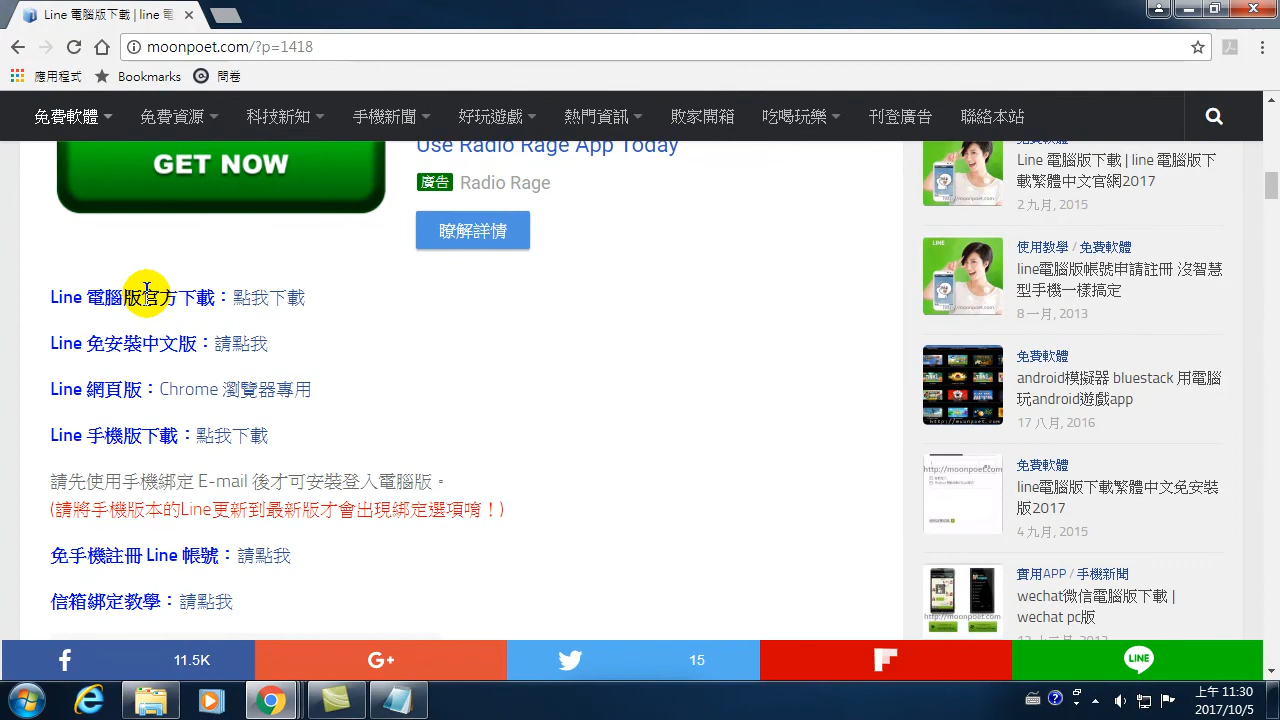 Line 電腦版下載 | line 電
moonpoet.com/?p=1418
應用程式
Bookmarks
問卷
免費軟體
免費資源
科技新知
手機新聞
好玩遊戲
熱門資訊
敗家開箱
吃喝玩樂
刊登廣告
聯絡本站
GET NOW
Use Radio Rage App Today
廣告 Radio Rage
瞭解詳情
Line 電腦版官方下載：點我下載
Line 免安裝中文版：請點我
Line 網頁版：Chrome 瀏覽器專用
Line 手機版下載：點我下載
請先使用手機綁定 E-mail 後才可安裝登入電腦版。
(請將手機版本的Line更新到最新版才會出現綁定選項唷！)
免手機註冊 Line 帳號：請點我
信箱綁定教學：請點我
免費軟體
Line 電腦版下載 | line 電腦版下
載繁體中文官網2017
2 九月, 2015
使用教學 / 免費軟體
line電腦版帳號申請註冊 沒智慧
型手機一樣搞定
8 一月, 2013
免費軟體
android模擬器 bluestack 用電腦
玩android遊戲app
17 八月, 2016
免費軟體
line電腦版下載繁體中文免安裝
版2017
4 九月, 2015
實用APP / 手機新聞
wechat微信電腦版下載 |
wechat pc版
LINE
http://moonpoet.com
http://moonpoet.com
http://moonpoet.com
11.5K
G+
15
LINE
上午 11:30
2017/10/5